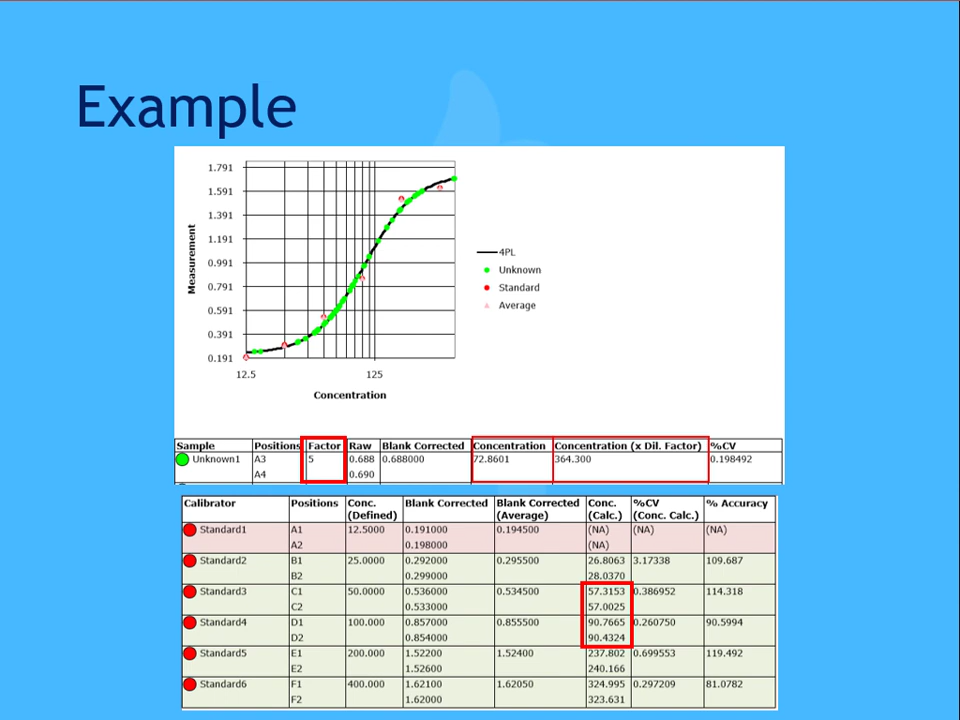 Example
1.791
1.591
1.391
1.191
0.991
0.791
0.591
0.391
0.191
Measurement
12.5 125
Concentration
4PL
Unknown
Standard
Average
Sample Positions Factor Raw Blank Corrected Concentration Concentration (x Dil. Factor) %CV
Unknown1 A3 5 0.688 0.688000 72.8601 364.300 0.198492
A4 0.690
Calibrator Positions Conc. Blank Corrected Blank Corrected Conc. %CV % Accuracy
(Defined) (Average) (Calc.) (Conc. Calc.)
Standard1 A1 12.5000 0.191000 0.194500 (NA) (NA) (NA)
A2 0.198000 (NA)
Standard2 B1 25.0000 0.292000 0.295500 26.8063 3.17338 109.687
B2 0.299000 28.0370
Standard3 C1 50.0000 0.536000 0.534500 57.3153 0.386952 114.318
C2 0.533000 57.0025
Standard4 D1 100.000 0.857000 0.855500 90.7665 0.260750 90.5994
D2 0.854000 90.4324
Standard5 E1 200.000 1.52200 1.52400 237.802 0.699553 119.492
E2 1.52600 240.166
Standard6 F1 400.000 1.62100 1.62050 324.995 0.297209 81.0782
F2 1.62000 323.631